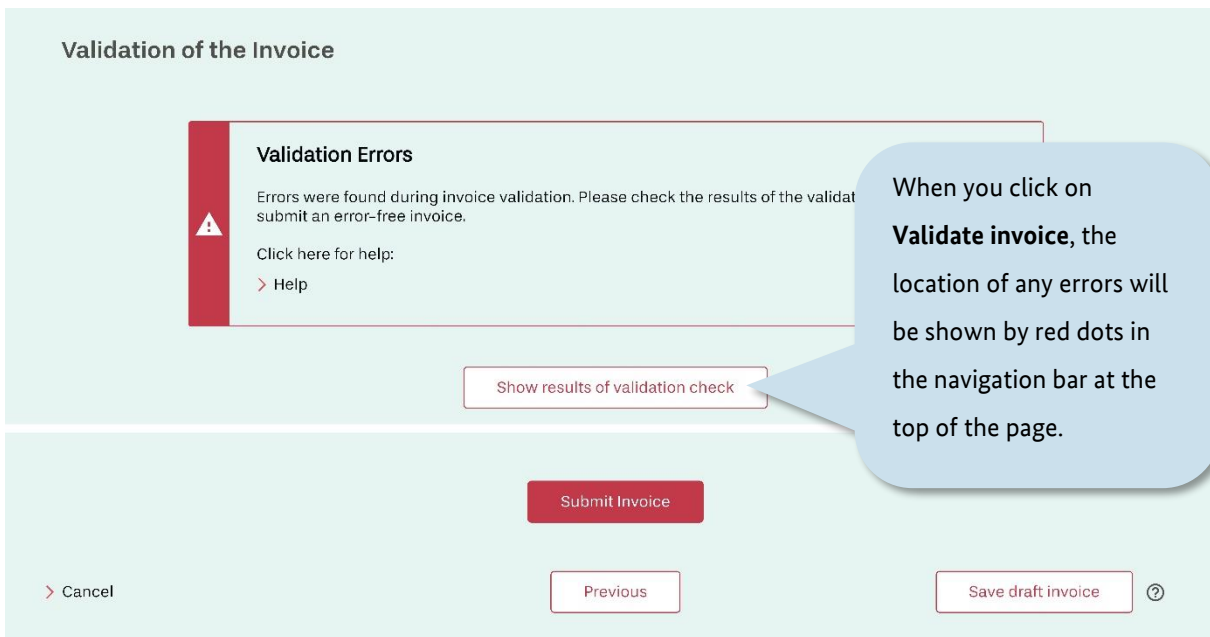 Validation of the Invoice
Validation Errors
Errors were found during invoice validation. Please check the results of the validat
submit an error-free invoice.
Click here for help:
Help
When you click on
Validate invoice, the
location of any errors will
be shown by red dots in
the navigation bar at the
top of the page.
Show results of validation check
Submit Invoice
Cancel
Previous
Save draft invoice